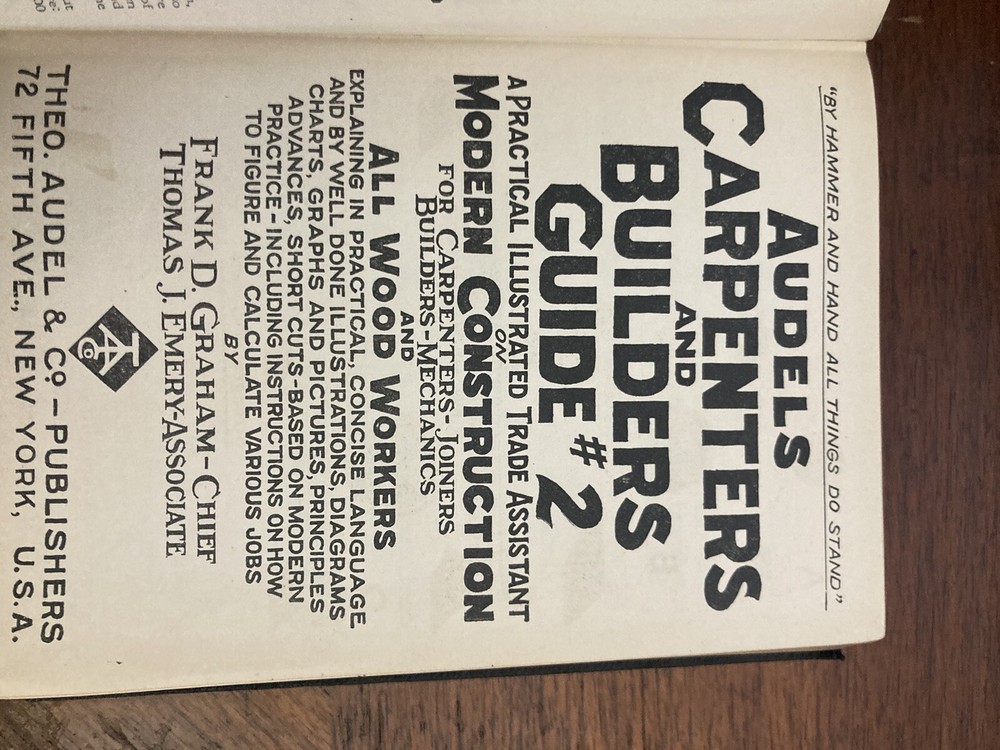 "BY HAMMER AND HAND ALL THINGS DO STAND"
AUDELS
CARPENTERS
AND
BUILDERS
GUIDE #2
A PRACTICAL ILLUSTRATED TRADE ASSISTANT
ON
MODERN CONSTRUCTION
FOR CARPENTERS-JOINERS
BUILDERS-MECHANICS
AND
ALL WOOD WORKERS
EXPLAINING IN PRACTICAL, CONCISE LANGUAGE
AND BY WELL DONE ILLUSTRATIONS, DIAGRAMS
CHARTS, GRAPHS AND PICTURES, PRINCIPLES
ADVANCES, SHORT CUTS-BASED ON MODERN
PRACTICE-INCLUDING INSTRUCTIONS ON HOW
TO FIGURE AND CALCULATE VARIOUS JOBS
BY
FRANK D. GRAHAM-CHIEF
THOMAS J. EMERY-ASSOCIATE
TA & Co
THEO. AUDEL & Co-PUBLISHERS
72 FIFTH AVE., NEW YORK, U.S.A.